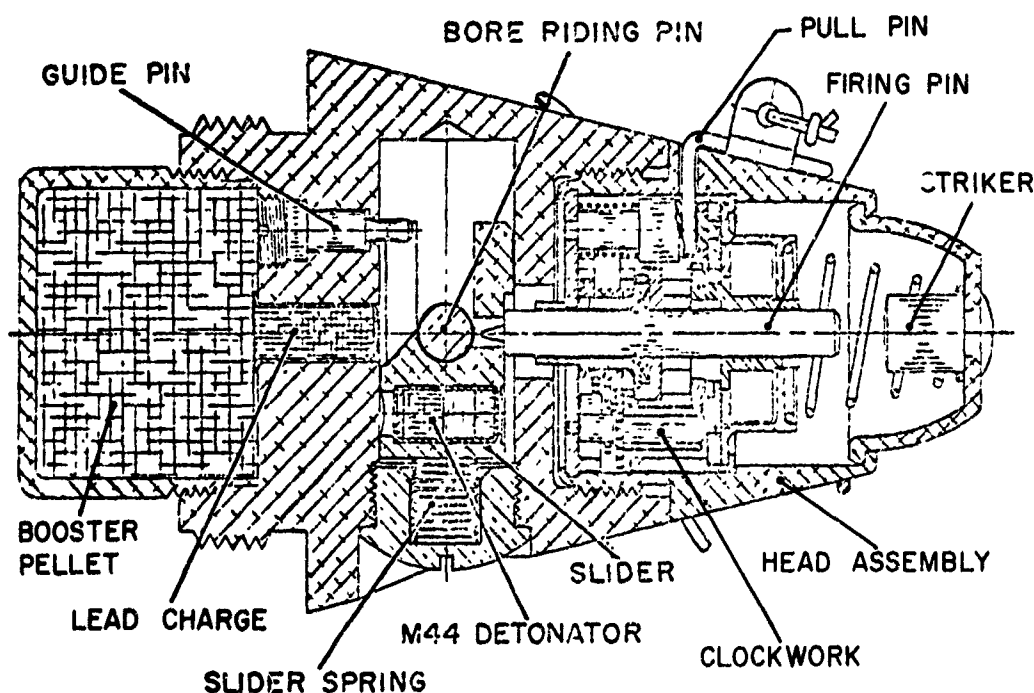 BORE RIDING PIN
PULL PIN
GUIDE PIN
FIRING PIN
STRIKER
BOOSTER
PELLET
HEAD ASSEMBLY
SLIDER
LEAD CHARGE
M44 DETONATOR
CLOCKWORK
SLIDER SPRING